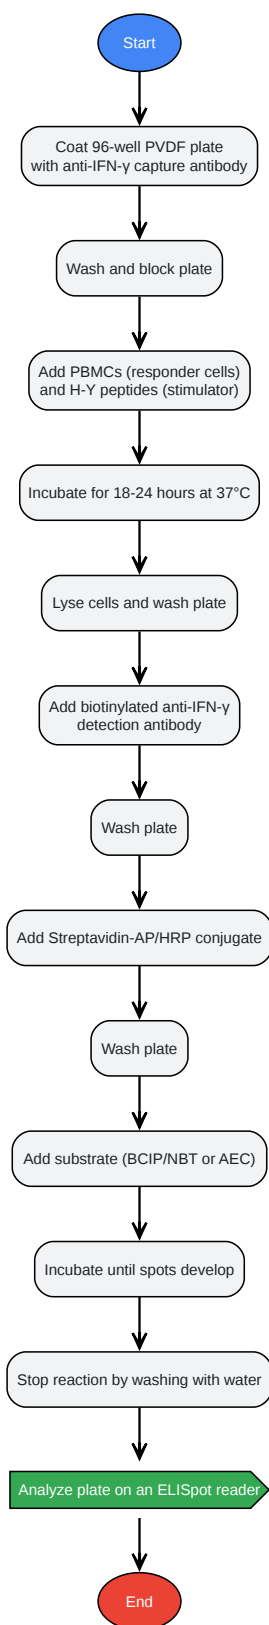 Start
Coat 96-well PVDF plate
with anti-IFN-γ capture antibody
Wash and block plate
Add PBMCs (responder cells)
and H-Y peptides (stimulator)
Incubate for 18-24 hours at 37°C
Lyse cells and wash plate
Add biotinylated anti-IFN-γ
detection antibody
Wash plate
Add Streptavidin-AP/HRP conjugate
Wash plate
Add substrate (BCIP/NBT or AEC)
Incubate until spots develop
Stop reaction by washing with water
Analyze plate on an ELISpot reader
End